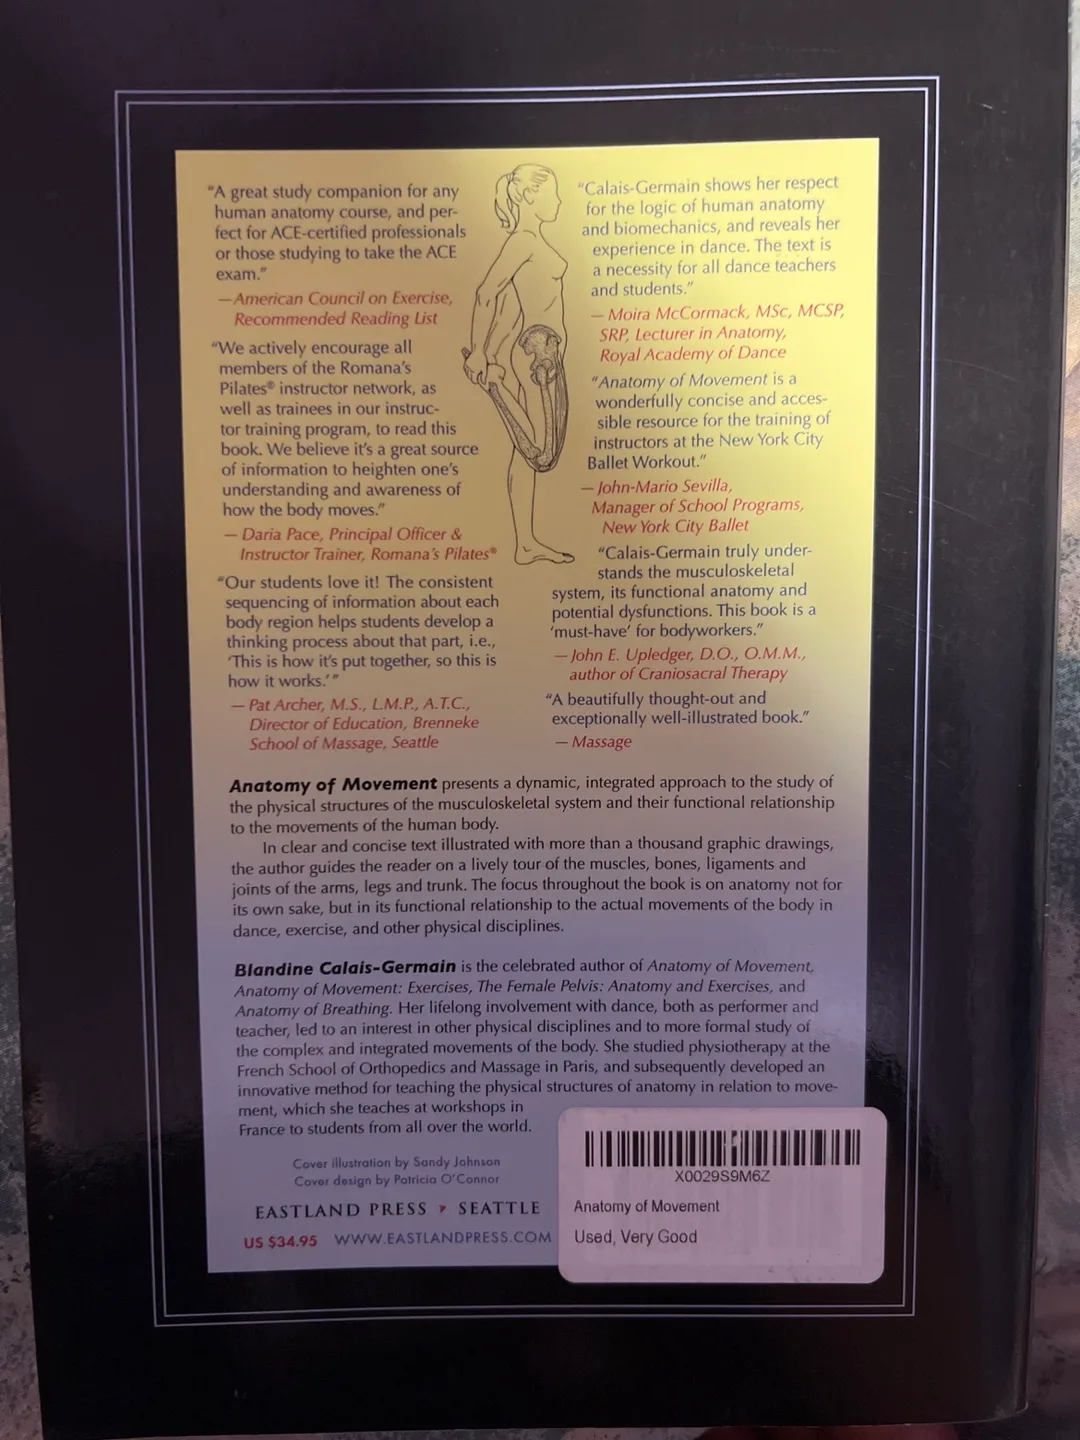 “A great study companion for any
human anatomy course, and per-
fect for ACE-certified professionals
or those studying to take the ACE
exam.”
—American Council on Exercise,
Recommended Reading List
“We actively encourage all
members of the Romana’s
Pilates® instructor network, as
well as trainees in our instruc-
tor training program, to read this
book. We believe it’s a great source
of information to heighten one’s
understanding and awareness of
how the body moves.”
— Daria Pace, Principal Officer &
Instructor Trainer, Romana’s Pilates®
“Our students love it! The consistent
sequencing of information about each
body region helps students develop a
thinking process about that part, i.e.,
‘This is how it’s put together, so this is
how it works.’”
— Pat Archer, M.S., L.M.P., A.T.C.,
Director of Education, Brenneke
School of Massage, Seattle
“Calais-Germain shows her respect
for the logic of human anatomy
and biomechanics, and reveals her
experience in dance. The text is
a necessity for all dance teachers
and students.”
— Moira McCormack, MSc, MCSP,
SRP, Lecturer in Anatomy,
Royal Academy of Dance
“Anatomy of Movement is a
wonderfully concise and acces-
sible resource for the training of
instructors at the New York City
Ballet Workout.”
— John-Mario Sevilla,
Manager of School Programs,
New York City Ballet
“Calais-Germain truly under-
stands the musculoskeletal
system, its functional anatomy and
potential dysfunctions. This book is a
‘must-have’ for bodyworkers.”
— John E. Upledger, D.O., O.M.M.,
author of Craniosacral Therapy
“A beautifully thought-out and
exceptionally well-illustrated book.”
— Massage
Anatomy of Movement presents a dynamic, integrated approach to the study of
the physical structures of the musculoskeletal system and their functional relationship
to the movements of the human body.
In clear and concise text illustrated with more than a thousand graphic drawings,
the author guides the reader on a lively tour of the muscles, bones, ligaments and
joints of the arms, legs and trunk. The focus throughout the book is on anatomy not for
its own sake, but in its functional relationship to the actual movements of the body in
dance, exercise, and other physical disciplines.
Blandine Calais-Germain is the celebrated author of Anatomy of Movement,
Anatomy of Movement: Exercises, The Female Pelvis: Anatomy and Exercises, and
Anatomy of Breathing. Her lifelong involvement with dance, both as performer and
teacher, led to an interest in other physical disciplines and to more formal study of
the complex and integrated movements of the body. She studied physiotherapy at the
French School of Orthopedics and Massage in Paris, and subsequently developed an
innovative method for teaching the physical structures of anatomy in relation to move-
ment, which she teaches at workshops in
France to students from all over the world.
Cover illustration by Sandy Johnson
Cover design by Patricia O’Connor
EASTLAND PRESS SEATTLE
US $34.95 WWW.EASTLANDPRESS.COM
X0029S9M6Z
Anatomy of Movement
Used, Very Good